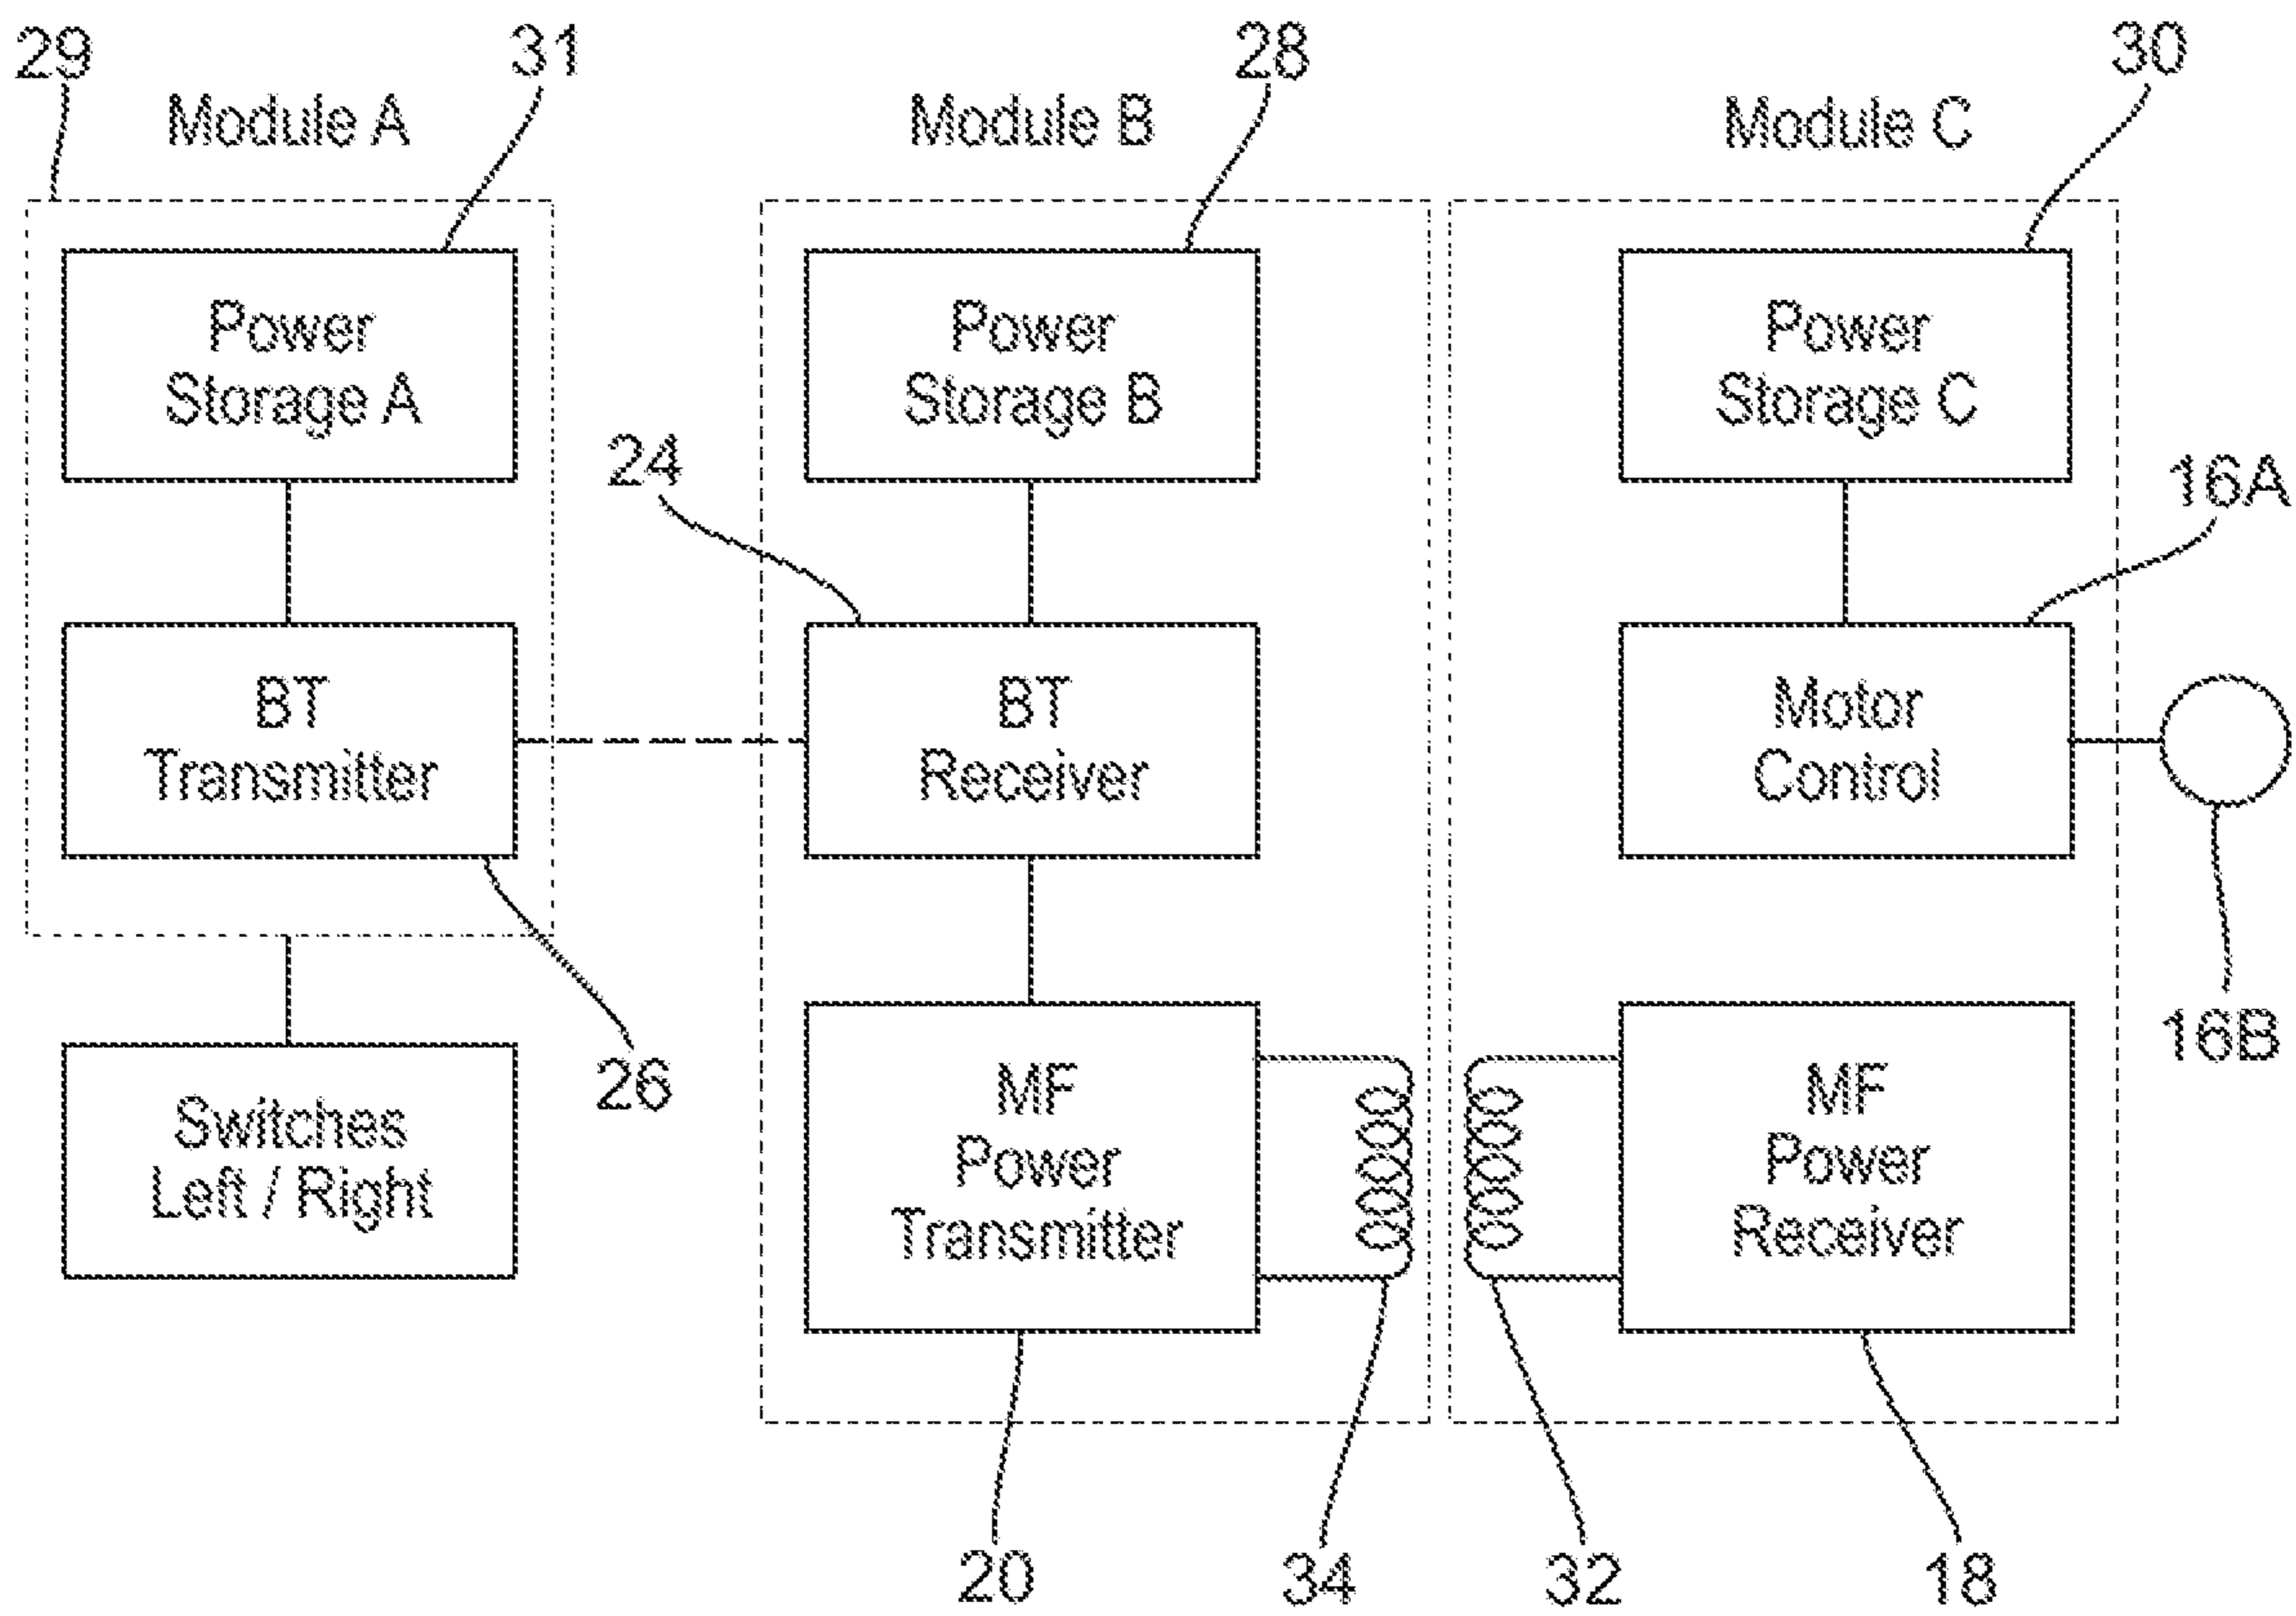 29
31
28
30
Module A
Module B
Module C
Power
Storage A
Power
Storage B
Power
Storage C
24
16A
BT
Transmitter
BT
Receiver
Motor
Control
16B
26
Switches
Left / Right
MF
Power
Transmitter
MF
Power
Receiver
20
34
32
18